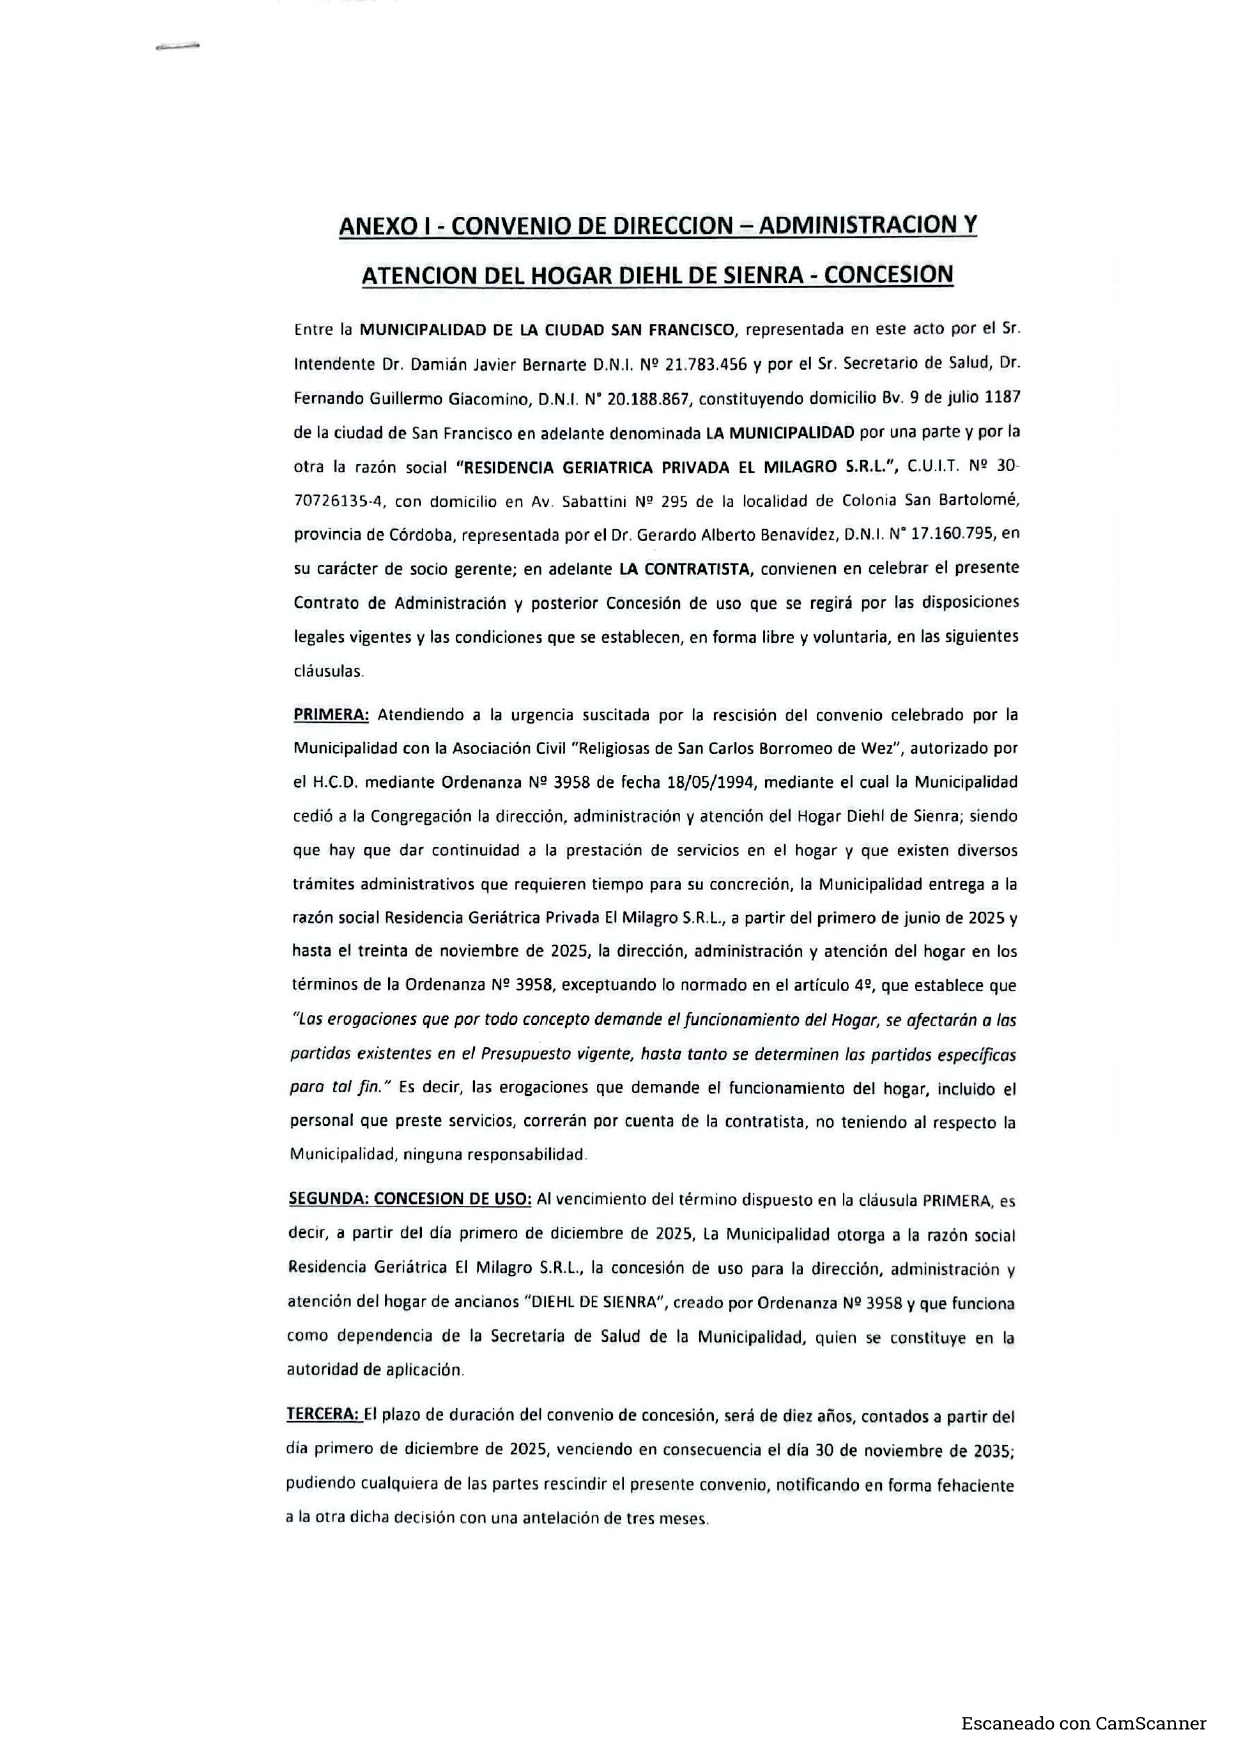 ANEXO I - CONVENIO DE DIRECCION – ADMINISTRACION Y
ATENCION DEL HOGAR DIEHL DE SIENRA - CONCESION
Entre la MUNICIPALIDAD DE LA CIUDAD SAN FRANCISCO, representada en este acto por el Sr.
Intendente Dr. Damián Javier Bernarte D.N.I. Nº 21.783.456 y por el Sr. Secretario de Salud, Dr.
Fernando Guillermo Giacomino, D.N.I. N° 20.188.867, constituyendo domicilio Bv. 9 de julio 1187
de la ciudad de San Francisco en adelante denominada LA MUNICIPALIDAD por una parte y por la
otra la razón social “RESIDENCIA GERIATRICA PRIVADA EL MILAGRO S.R.L.”, C.U.I.T. Nº 30-
70726135-4, con domicilio en Av. Sabattini Nº 295 de la localidad de Colonia San Bartolomé,
provincia de Córdoba, representada por el Dr. Gerardo Alberto Benavídez, D.N.I. N° 17.160.795, en
su carácter de socio gerente; en adelante LA CONTRATISTA, convienen en celebrar el presente
Contrato de Administración y posterior Concesión de uso que se regirá por las disposiciones
legales vigentes y las condiciones que se establecen, en forma libre y voluntaria, en las siguientes
cláusulas.
PRIMERA: Atendiendo a la urgencia suscitada por la rescisión del convenio celebrado por la
Municipalidad con la Asociación Civil “Religiosas de San Carlos Borromeo de Wez”, autorizado por
el H.C.D. mediante Ordenanza Nº 3958 de fecha 18/05/1994, mediante el cual la Municipalidad
cedió a la Congregación la dirección, administración y atención del Hogar Diehl de Sienra; siendo
que hay que dar continuidad a la prestación de servicios en el hogar y que existen diversos
trámites administrativos que requieren tiempo para su concreción, la Municipalidad entrega a la
razón social Residencia Geriátrica Privada El Milagro S.R.L., a partir del primero de junio de 2025 y
hasta el treinta de noviembre de 2025, la dirección, administración y atención del hogar en los
términos de la Ordenanza Nº 3958, exceptuando lo normado en el artículo 4º, que establece que
“Las erogaciones que por todo concepto demande el funcionamiento del Hogar, se afectarán a las
partidas existentes en el Presupuesto vigente, hasta tanto se determinen las partidas específicas
para tal fin.” Es decir, las erogaciones que demande el funcionamiento del hogar, incluido el
personal que preste servicios, correrán por cuenta de la contratista, no teniendo al respecto la
Municipalidad, ninguna responsabilidad.
SEGUNDA: CONCESION DE USO: Al vencimiento del término dispuesto en la cláusula PRIMERA, es
decir, a partir del día primero de diciembre de 2025, La Municipalidad otorga a la razón social
Residencia Geriátrica El Milagro S.R.L., la concesión de uso para la dirección, administración y
atención del hogar de ancianos “DIEHL DE SIENRA”, creado por Ordenanza Nº 3958 y que funciona
como dependencia de la Secretaría de Salud de la Municipalidad, quien se constituye en la
autoridad de aplicación.
TERCERA: El plazo de duración del convenio de concesión, será de diez años, contados a partir del
día primero de diciembre de 2025, venciendo en consecuencia el día 30 de noviembre de 2035;
pudiendo cualquiera de las partes rescindir el presente convenio, notificando en forma fehaciente
a la otra dicha decisión con una antelación de tres meses.
Escaneado con CamScanner